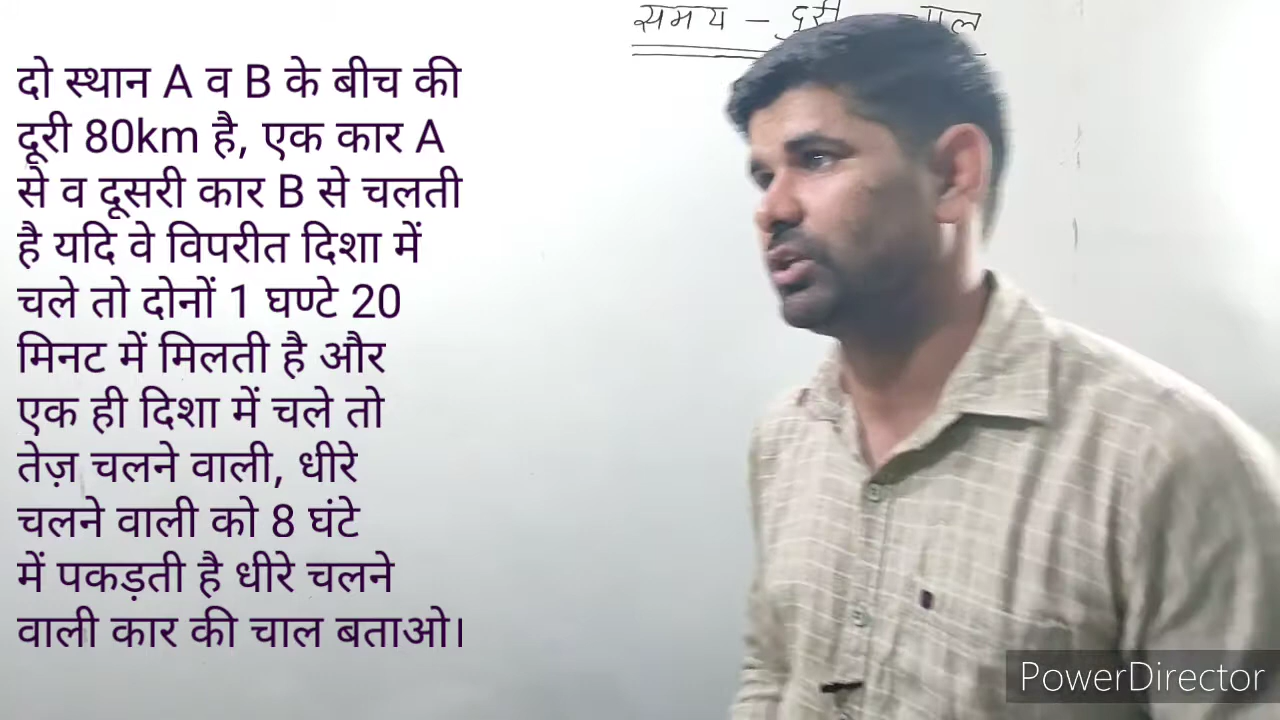 समय - दूरी
दो स्थान A व B के बीच की
दूरी 80km है, एक कार A
से व दूसरी कार B से चलती
है यदि वे विपरीत दिशा में
चले तो दोनों 1 घण्टे 20
मिनट में मिलती है और
एक ही दिशा में चले तो
तेज़ चलने वाली, धीरे
चलने वाली को 8 घंटे
में पकड़ती है धीरे चलने
वाली कार की चाल बताओ।
PowerDirector